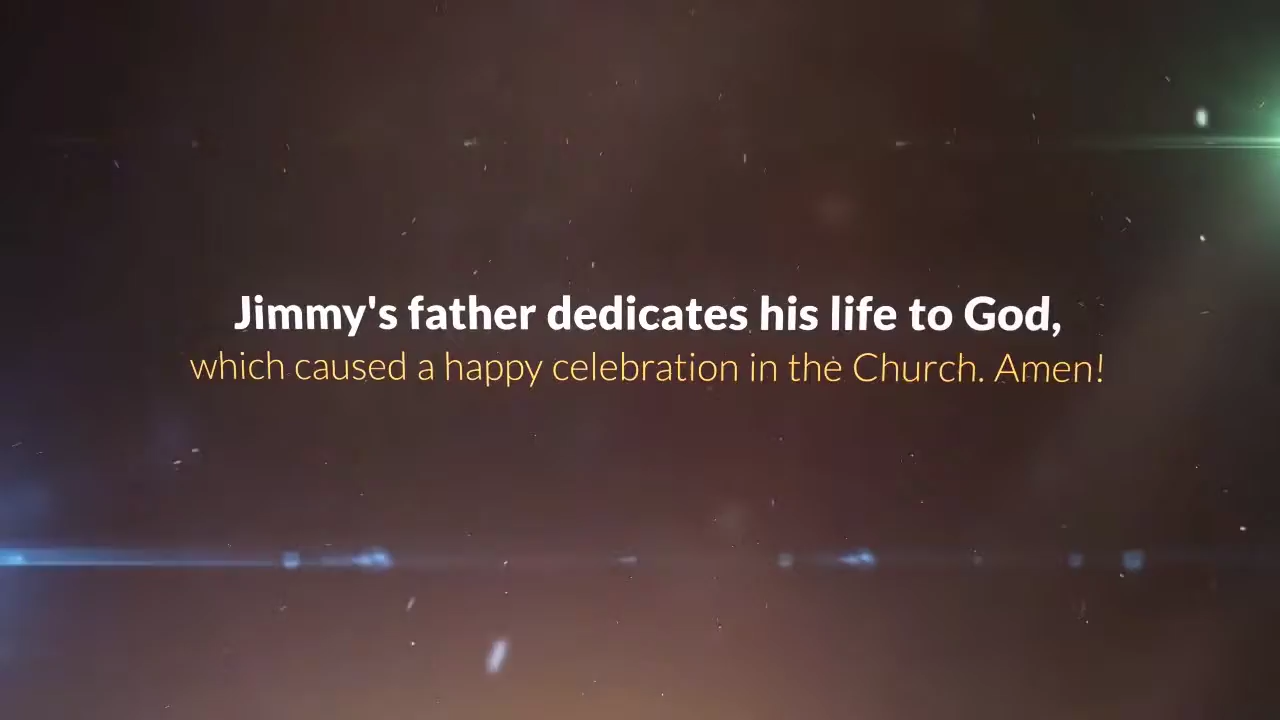 Jimmy's father dedicates his life to God,
which caused a happy celebration in the Church. Amen!